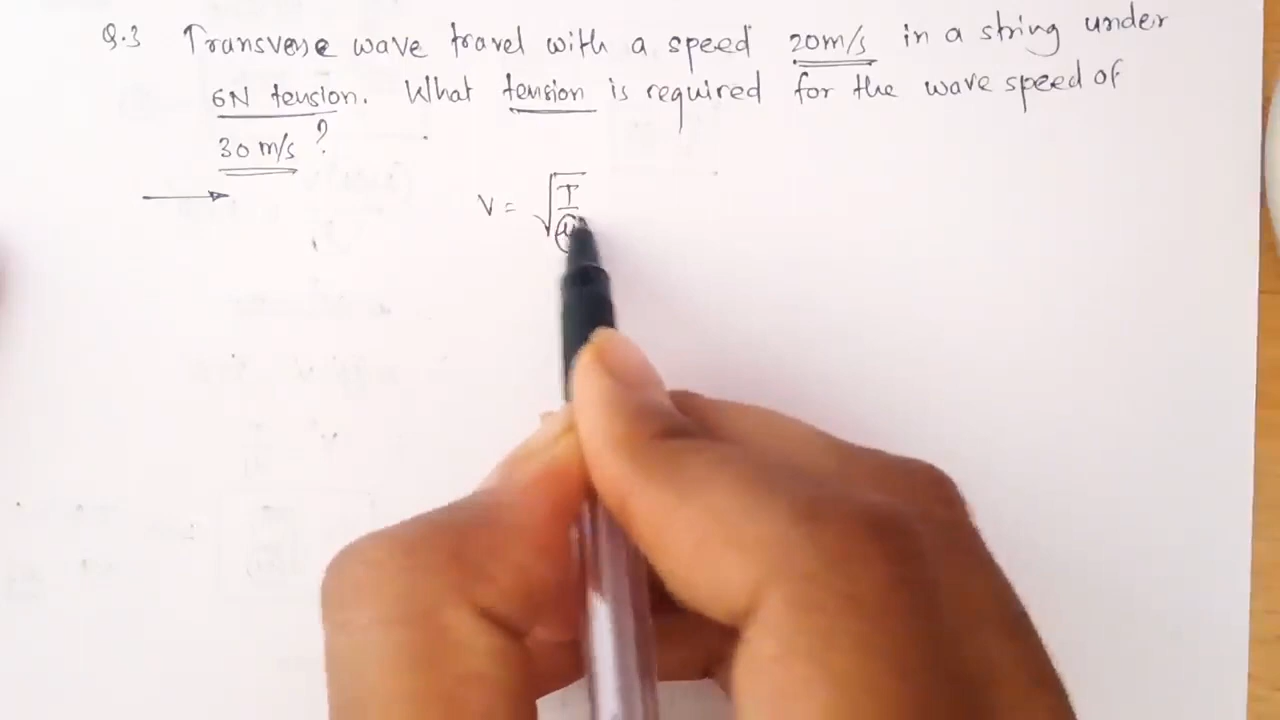 Q.3 Transverse wave travel with a speed 20m/s in a string under
6N tension. What tension is required for the wave speed of
30 m/s ?
V = √T/μ